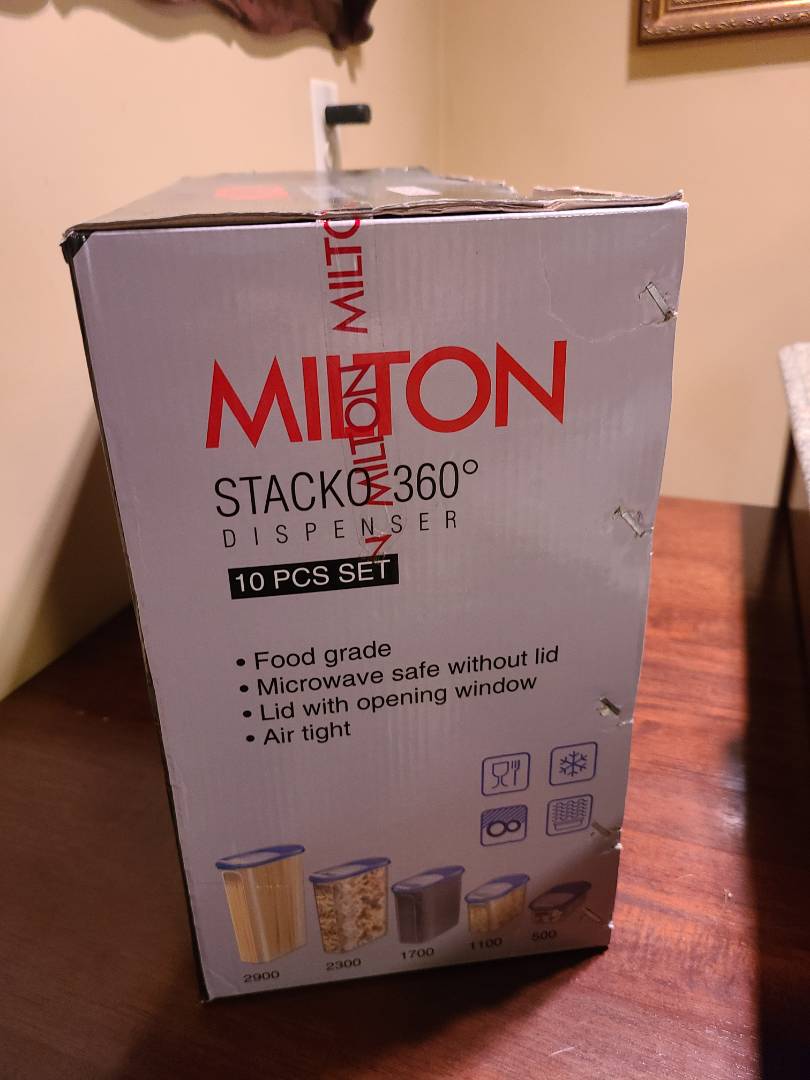 MILTON
MILTON
MILTON
STACKO 360°
DISPENSER
10 PCS SET
• Food grade
• Microwave safe without lid
• Lid with opening window
• Air tight
2900
2300
1700
1100
500